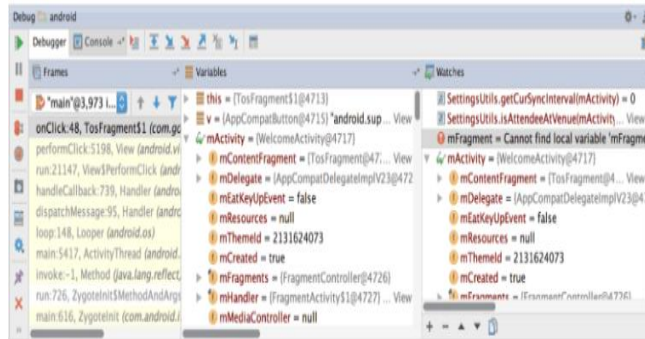 Debug android
Debugger Console
Frames
"main"@3,973 i...
onClick:48, TosFragment$1 (com.go
performClick:5198, View (android.vi
run:21147, View$PerformClick (andr
handleCallback:739, Handler (andro
dispatchMessage:95, Handler (andro
loop:148, Looper (android.os)
main:5417, ActivityThread (android.
invoke:-1, Method (java.lang.reflect,
run:726, ZygoteInit$MethodAndArgs
main:616, ZygoteInit (com.android.i
Variables
this = {TosFragment$1@4713}
v = {AppCompatButton@4715} "android.sup... View
mActivity = {WelcomeActivity@4717}
mContentFragment = {TosFragment@47... View
mDelegate = {AppCompatDelegateImplV23@472
mEatKeyUpEvent = false
mResources = null
mThemeId = 2131624073
mCreated = true
mFragments = {FragmentController@4726}
mHandler = {FragmentActivity$1@4727} ... View
mMediaController = null
Watches
SettingsUtils.getCurSyncInterval(mActivity) = 0
SettingsUtils.isAttendeeAtVenue(mActivity... View
mFragment = Cannot find local variable 'mFragme
mActivity = {WelcomeActivity@4717}
mContentFragment = {TosFragment@4... View
mDelegate = {AppCompatDelegateImplV23@4
mEatKeyUpEvent = false
mResources = null
mThemeId = 2131624073
mCreated = true
mFragments = {FragmentController@4726}